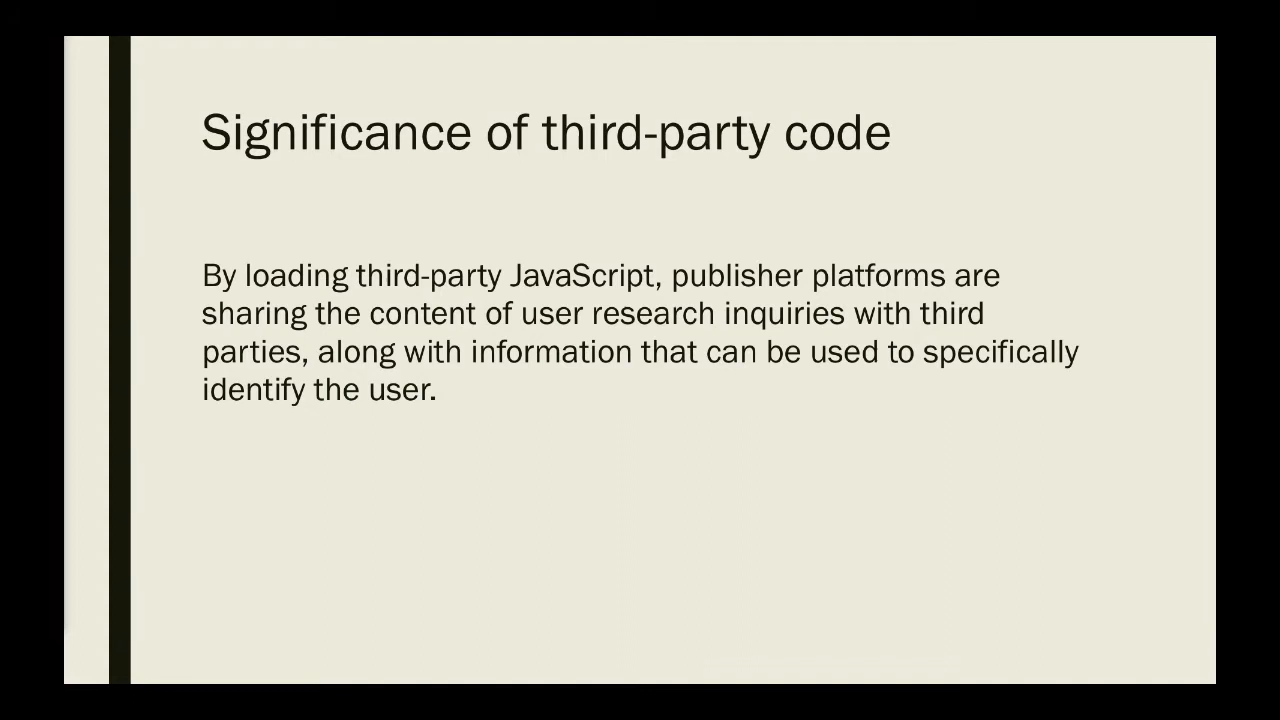 Significance of third-party code
By loading third-party JavaScript, publisher platforms are
sharing the content of user research inquiries with third
parties, along with information that can be used to specifically
identify the user.